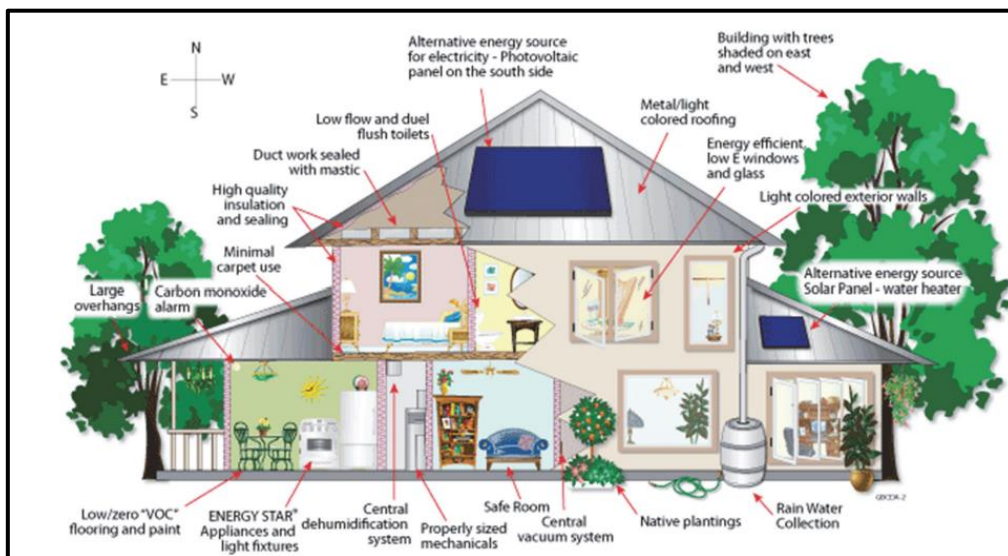 N
E W
S
Alternative energy source
for electricity - Photovoltaic
panel on the south side
Building with trees
shaded on east
and west
Low flow and duel
flush toilets
Metal/light
colored roofing
Duct work sealed
with mastic
Energy efficient,
low E windows
and glass
High quality
insulation
and sealing
Light colored exterior walls
Minimal
carpet use
Large
overhangs
Carbon monoxide
alarm
Alternative energy source
Solar Panel - water heater
Low/zero "VOC"
flooring and paint
ENERGY STAR®
Appliances and
light fixtures
Central
dehumidification
system
Properly sized
mechanicals
Safe Room
Central
vacuum system
Native plantings
Rain Water
Collection